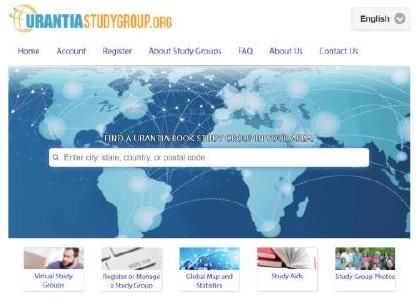 URANTIASTUDYGROUP.ORG
English
Home Account Register About Study Groups FAQ About Us Contact Us
FIND A URANTIA BOOK STUDY GROUP IN YOUR AREA
Enter city, state, country, or postal code
Virtual Study
Groups
Register or Manage
a Study Group
Global Map and
Statistics
Study Aids
Study Group Photos